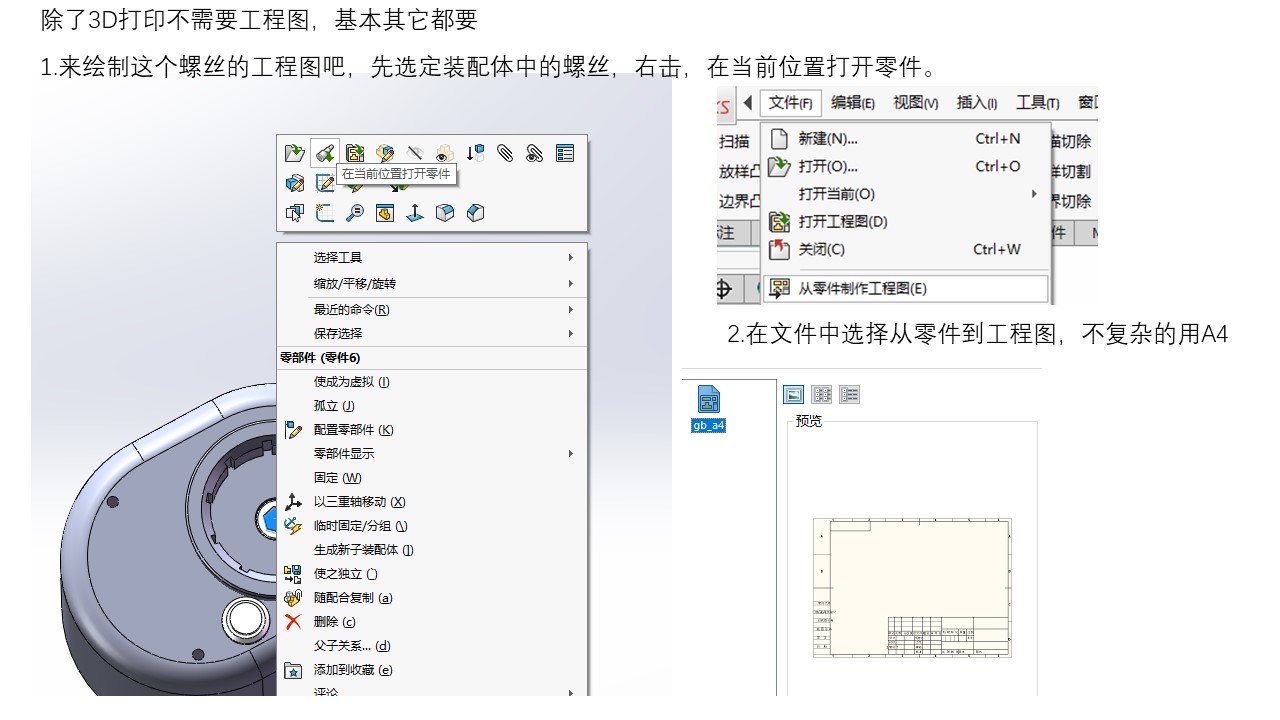 除了3D打印不需要工程图，基本其它都要
1.来绘制这个螺丝的工程图吧，先选定装配体中的螺丝，右击，在当前位置打开零件。
在当前位置打开零件
选择工具
缩放/平移/旋转
最近的命令(R)
保存选择
零部件 (零件6)
使成为虚拟 (I)
孤立 (J)
配置零部件 (K)
零部件显示
固定 (W)
以三重轴移动 (X)
临时固定/分组 (\)
生成新子装配体 (])
使之独立 (`)
随配合复制 (a)
删除 (c)
父子关系... (d)
添加到收藏 (e)
评论
文件(F) 编辑(E) 视图(V) 插入(I) 工具(T) 窗
扫描
放样凸
边界凸
注
新建(N)... Ctrl+N
打开(O)... Ctrl+O
打开当前(O)
打开工程图(D)
关闭(C) Ctrl+W
从零件制作工程图(E)
描切除
样切割
界切除
件
2.在文件中选择从零件到工程图，不复杂的用A4
gb_a4
预览